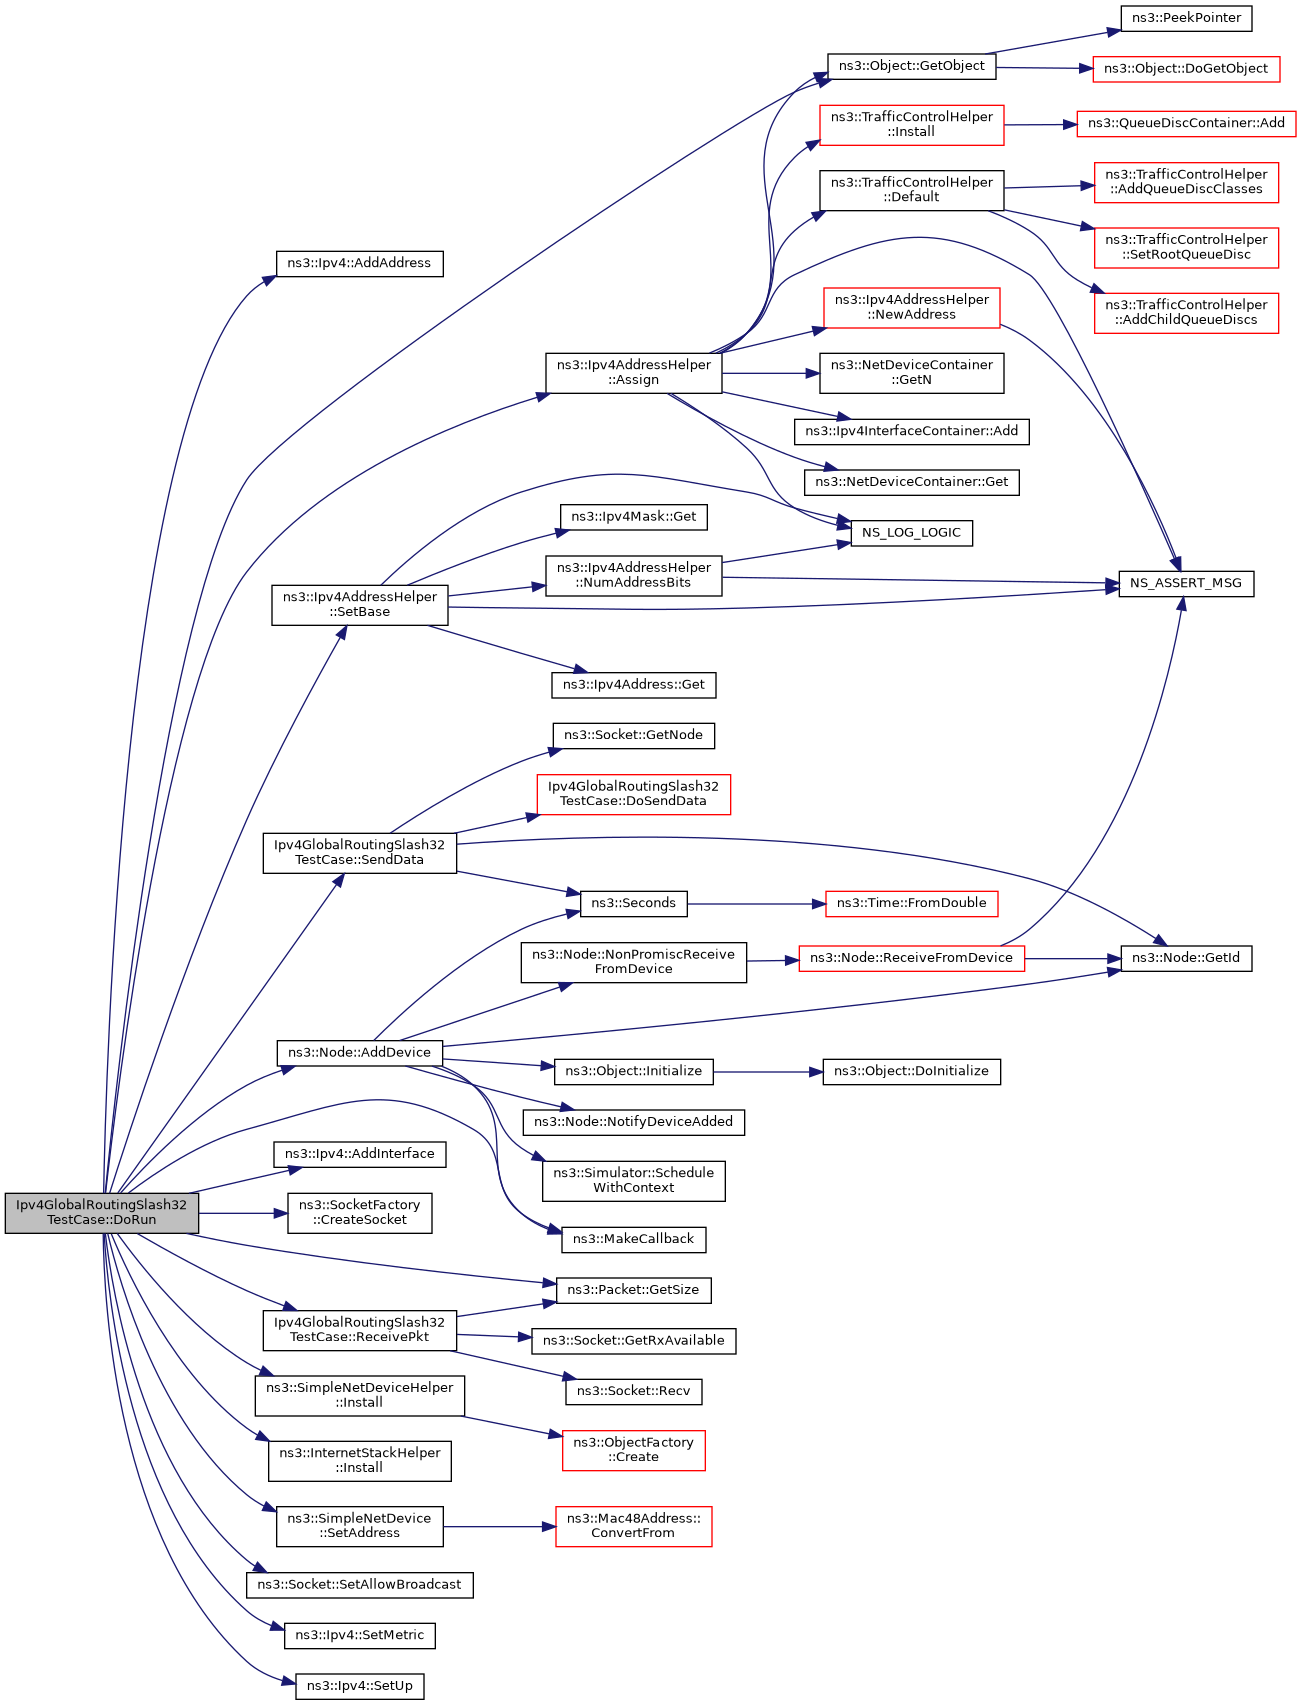 ns3::PeekPointer
ns3::Object::GetObject
ns3::Object::DoGetObject
ns3::TrafficControlHelper
::Install
ns3::QueueDiscContainer::Add
ns3::TrafficControlHelper
::Default
ns3::TrafficControlHelper
::AddQueueDiscClasses
ns3::TrafficControlHelper
::SetRootQueueDisc
ns3::Ipv4::AddAddress
ns3::Ipv4AddressHelper
::NewAddress
ns3::TrafficControlHelper
::AddChildQueueDiscs
ns3::Ipv4AddressHelper
::Assign
ns3::NetDeviceContainer
::GetN
ns3::Ipv4InterfaceContainer::Add
ns3::NetDeviceContainer::Get
ns3::Ipv4Mask::Get
NS_LOG_LOGIC
ns3::Ipv4AddressHelper
::NumAddressBits
NS_ASSERT_MSG
ns3::Ipv4AddressHelper
::SetBase
ns3::Ipv4Address::Get
ns3::Socket::GetNode
Ipv4GlobalRoutingSlash32
TestCase::DoSendData
Ipv4GlobalRoutingSlash32
TestCase::SendData
ns3::Seconds
ns3::Time::FromDouble
ns3::Node::NonPromiscReceive
FromDevice
ns3::Node::ReceiveFromDevice
ns3::Node::GetId
ns3::Node::AddDevice
ns3::Object::Initialize
ns3::Object::DoInitialize
ns3::Node::NotifyDeviceAdded
ns3::Ipv4::AddInterface
ns3::Simulator::Schedule
WithContext
Ipv4GlobalRoutingSlash32
TestCase::DoRun
ns3::SocketFactory
::CreateSocket
ns3::MakeCallback
ns3::Packet::GetSize
Ipv4GlobalRoutingSlash32
TestCase::ReceivePkt
ns3::Socket::GetRxAvailable
ns3::Socket::Recv
ns3::SimpleNetDeviceHelper
::Install
ns3::ObjectFactory
::Create
ns3::InternetStackHelper
::Install
ns3::SimpleNetDevice
::SetAddress
ns3::Mac48Address::
ConvertFrom
ns3::Socket::SetAllowBroadcast
ns3::Ipv4::SetMetric
ns3::Ipv4::SetUp